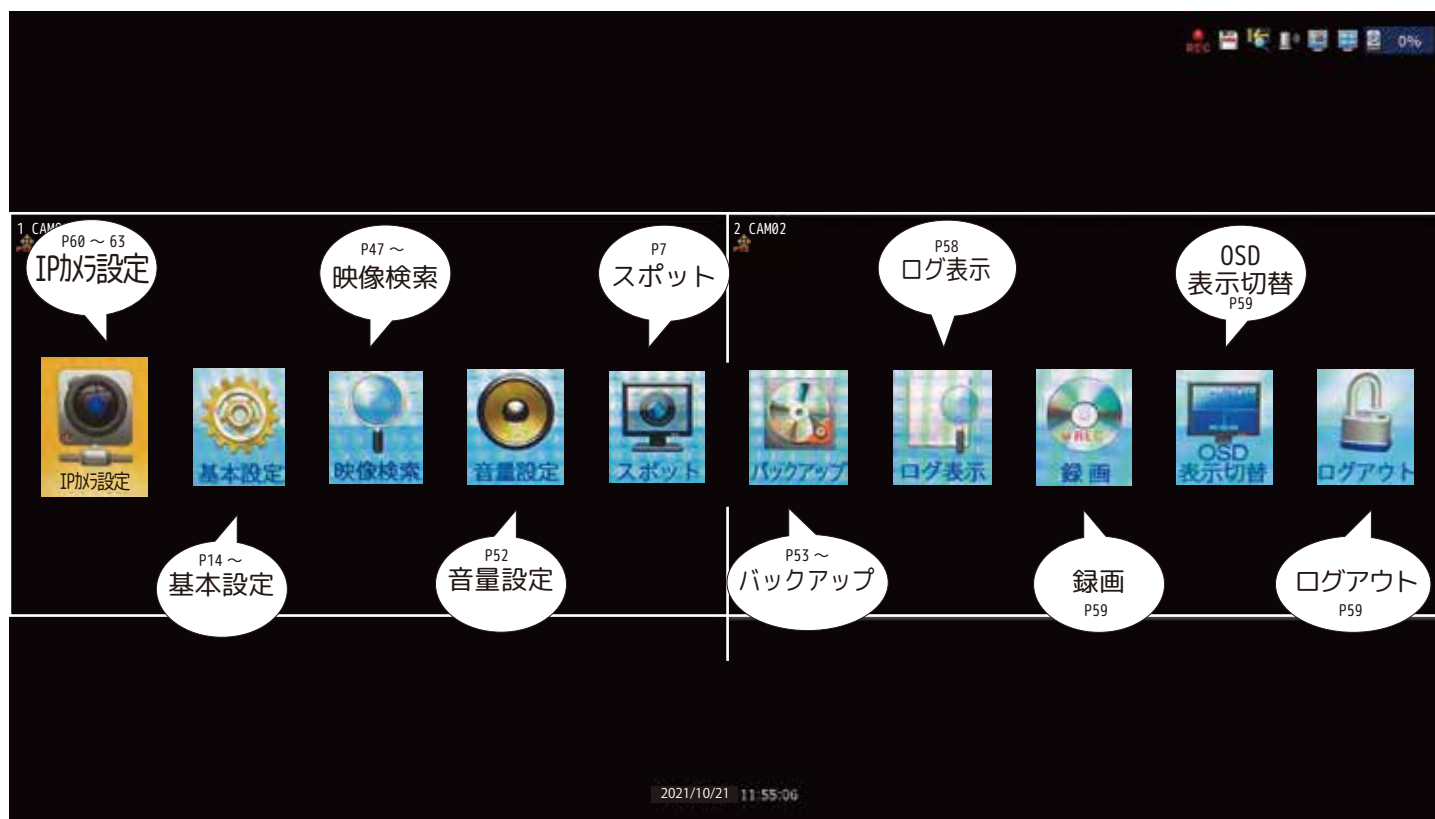 REC 0%
1 CAM0
2 CAM02
P60 ～ 63
IPｶﾒﾗ設定
P47 ～
映像検索
P7
スポット
P58
ログ表示
OSD
表示切替
P59
IPｶﾒﾗ設定
基本設定
映像検索
音量設定
スポット
バックアップ
ログ表示
REC
録画
OSD
表示切替
ログアウト
P14 ～
基本設定
P52
音量設定
P53 ～
バックアップ
録画
P59
ログアウト
P59
2021/10/21 11:55:06